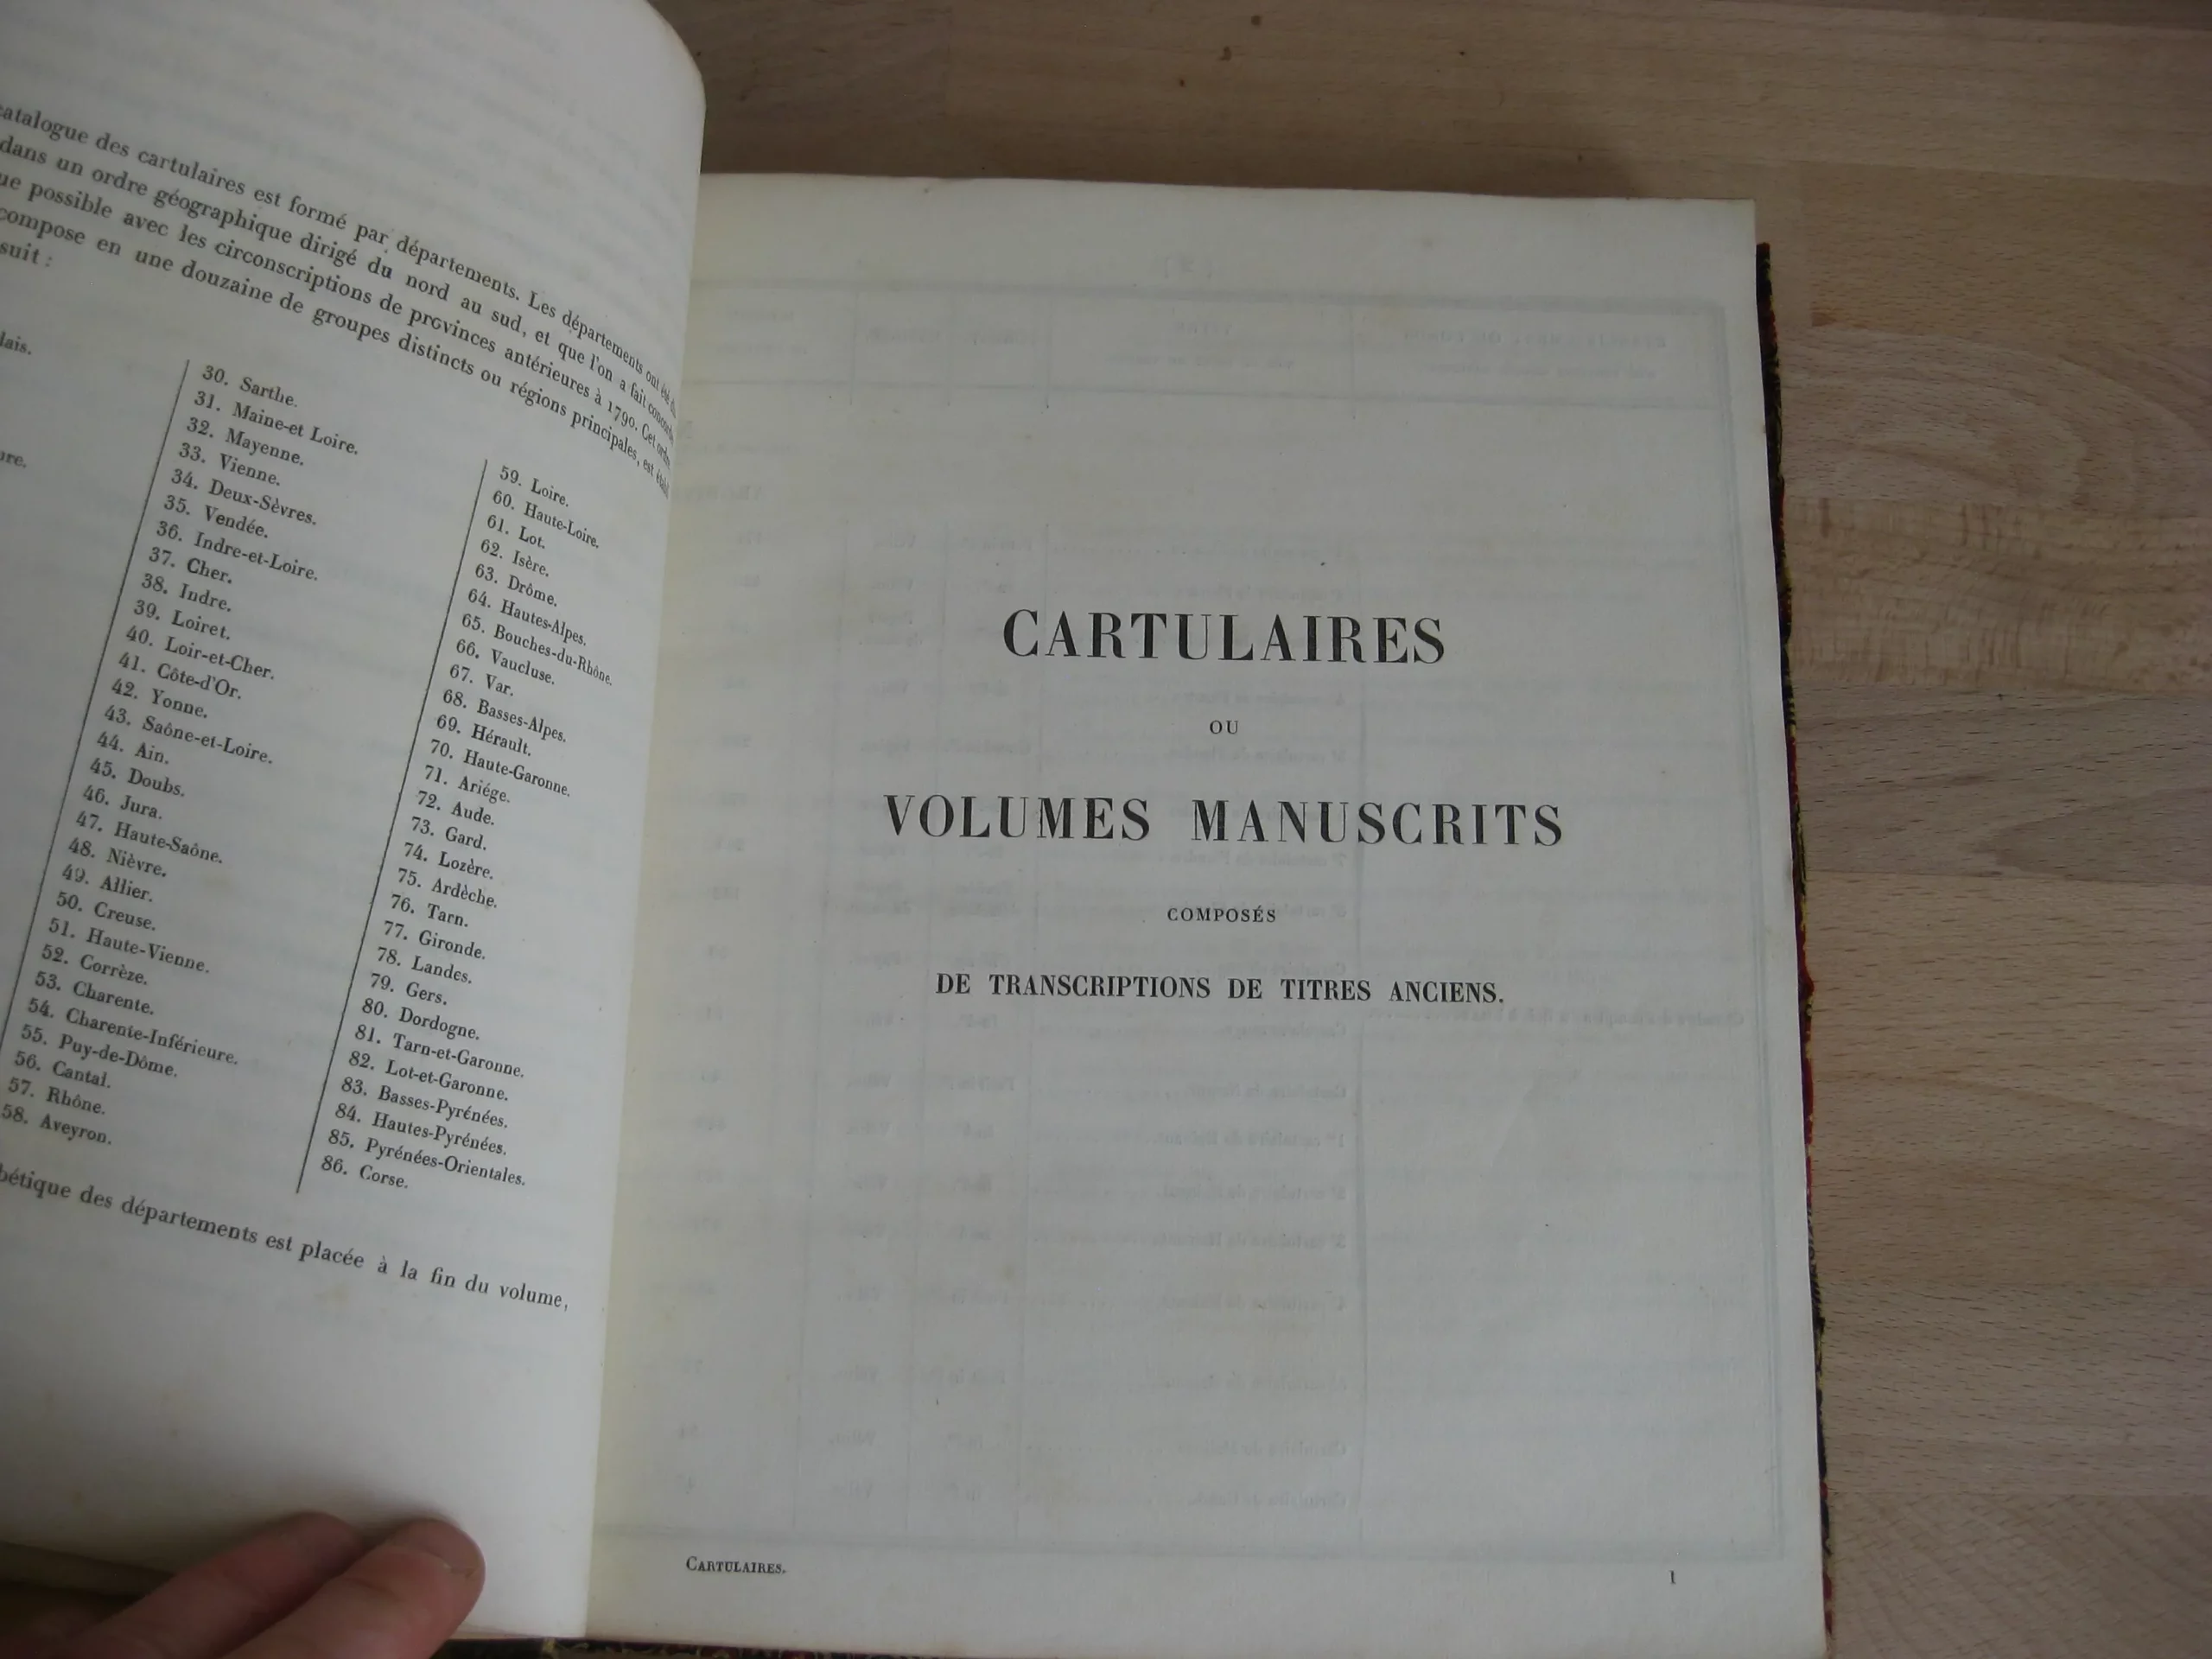 catalogue des cartulaires est formé par départements. Les départements ont été
dans un ordre géographique dirigé du nord au sud, et que l'on a fait
possible avec les circonscriptions de provinces antérieures à 1790. Cet ordre,
compose en une douzaine de groupes distincts ou régions principales, est
suit :
30. Sarthe.
31. Maine-et Loire.
32. Mayenne.
33. Vienne.
34. Deux-Sèvres.
35. Vendée.
36. Indre-et-Loire.
37. Cher.
38. Indre.
39. Loiret.
40. Loir-et-Cher.
41. Côte-d'Or.
42. Yonne.
43. Saône-et-Loire.
44. Ain.
45. Doubs.
46. Jura.
47. Haute-Saône.
48. Nièvre.
49. Allier.
50. Creuse.
51. Haute-Vienne.
52. Corrèze.
53. Charente.
54. Charente-Inférieure.
55. Puy-de-Dôme.
56. Cantal.
57. Rhône.
58. Aveyron.
59. Loire.
60. Haute-Loire.
61. Lot.
62. Isère.
63. Drôme.
64. Hautes-Alpes.
65. Bouches-du-Rhône.
66. Vaucluse.
67. Var.
68. Basses-Alpes.
69. Hérault.
70. Haute-Garonne.
71. Ariége.
72. Aude.
73. Gard.
74. Lozère.
75. Ardèche.
76. Tarn.
77. Gironde.
78. Landes.
79. Gers.
80. Dordogne.
81. Tarn-et-Garonne.
82. Lot-et-Garonne.
83. Basses-Pyrénées.
84. Hautes-Pyrénées.
85. Pyrénées-Orientales.
86. Corse.
bétique des départements est placée à la fin du volume,
CARTULAIRES
OU
VOLUMES MANUSCRITS
COMPOSÉS
DE TRANSCRIPTIONS DE TITRES ANCIENS.
CARTULAIRES.
1